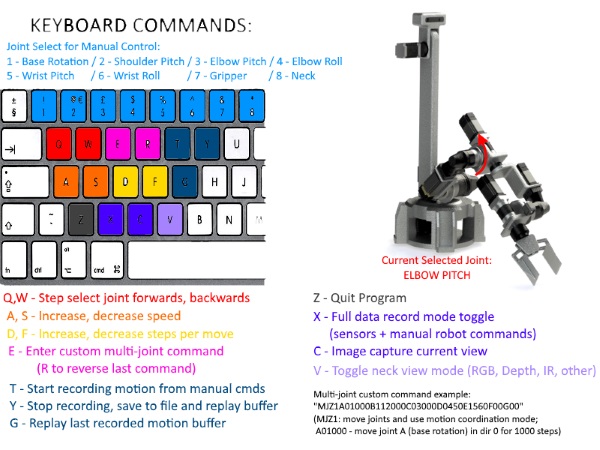 KEYBOARD COMMANDS:
Joint Select for Manual Control:
1 - Base Rotation / 2 - Shoulder Pitch / 3 - Elbow Pitch / 4 - Elbow Roll
5 - Wrist Pitch / 6 - Wrist Roll / 7 - Gripper / 8 - Neck
± § 1 2 3 4 5 6 7 8
Q W E R T Y U
A S D F G H J
Z X C V B N
fn ctrl alt cmd ⌘
Current Selected Joint:
ELBOW PITCH
Q,W - Step select joint forwards, backwards
A, S - Increase, decrease speed
D, F - Increase, decrease steps per move
E - Enter custom multi-joint command
(R to reverse last command)
T - Start recording motion from manual cmds
Y - Stop recording, save to file and replay buffer
G - Replay last recorded motion buffer
Z - Quit Program
X - Full data record mode toggle
(sensors + manual robot commands)
C - Image capture current view
V - Toggle neck view mode (RGB, Depth, IR, other)
Multi-joint custom command example:
"MJZ1A01000B112000C03000D0450E1560F00G00"
(MJZ1: move joints and use motion coordination mode;
A01000 - move joint A (base rotation) in dir 0 for 1000 steps)